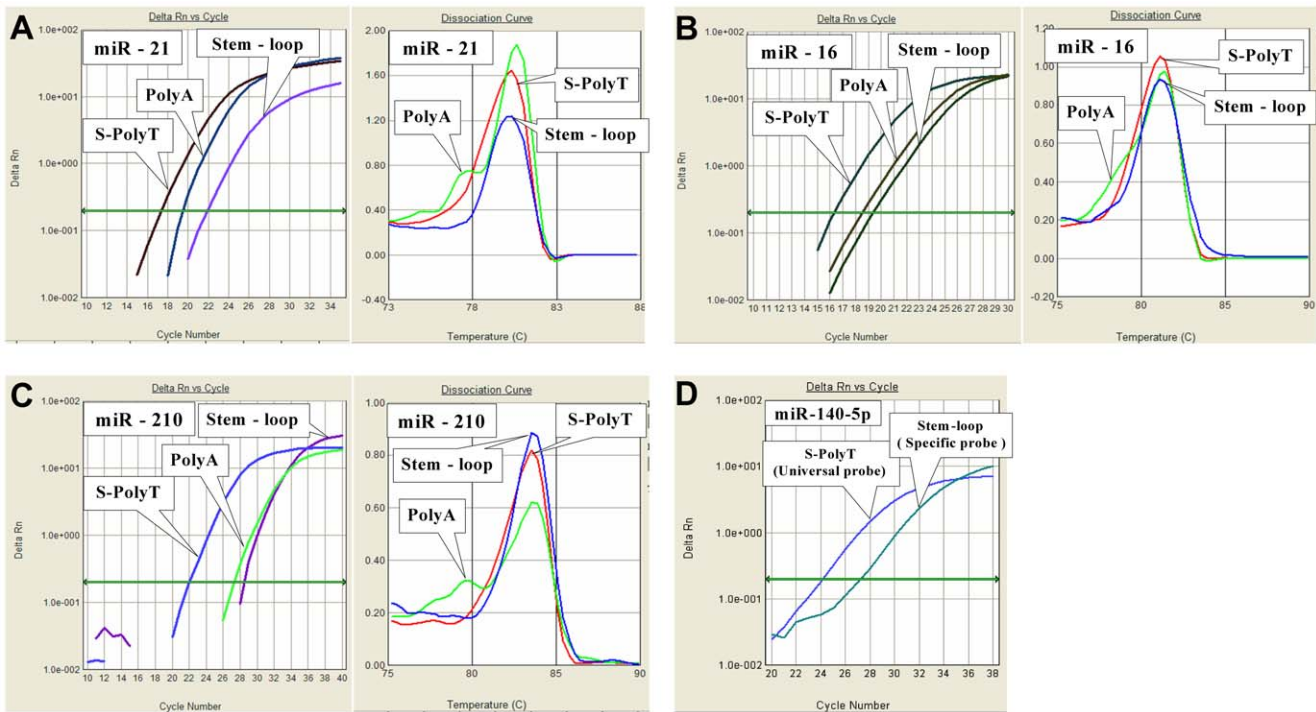 A
Delta Rn vs Cycle
miR - 21
Stem - loop
PolyA
S-PolyT
1.0e+002
1.0e+001
1.0e+000
1.0e-001
1.0e-002
Delta Rn
10 12 14 16 18 20 22 24 26 28 30 32 34
Cycle Number
Dissociation Curve
miR - 21
S-PolyT
PolyA
Stem - loop
2.00
1.60
1.20
0.80
0.40
0.00
-0.40
73 78 83 88
Temperature (C)
B
Delta Rn vs Cycle
miR - 16
Stem - loop
PolyA
S-PolyT
1.0e+002
1.0e+001
1.0e+000
1.0e-001
1.0e-002
Delta Rn
10 11 12 13 14 15 16 17 18 19 20 21 22 23 24 25 26 27 28 29 30
Cycle Number
Dissociation Curve
miR - 16
S-PolyT
PolyA
Stem - loop
1.20
1.00
0.80
0.60
0.40
0.20
0.00
-0.20
75 80 85 90
Temperature (C)
C
Delta Rn vs Cycle
miR - 210
Stem - loop
PolyA
S-PolyT
1.0e+002
1.0e+001
1.0e+000
1.0e-001
1.0e-002
Delta Rn
10 12 14 16 18 20 22 24 26 28 30 32 34 36 38 40
Cycle Number
Dissociation Curve
miR - 210
S-PolyT
Stem - loop
PolyA
1.00
0.80
0.60
0.40
0.20
0.00
75 80 85 90
Temperature (C)
D
Delta Rn vs Cycle
miR-140-5p
Stem-loop
( Specific probe )
S-PolyT
(Universal probe)
1.0e+002
1.0e+001
1.0e+000
1.0e-001
1.0e-002
Delta Rn
20 22 24 26 28 30 32 34 36 38
Cycle Number